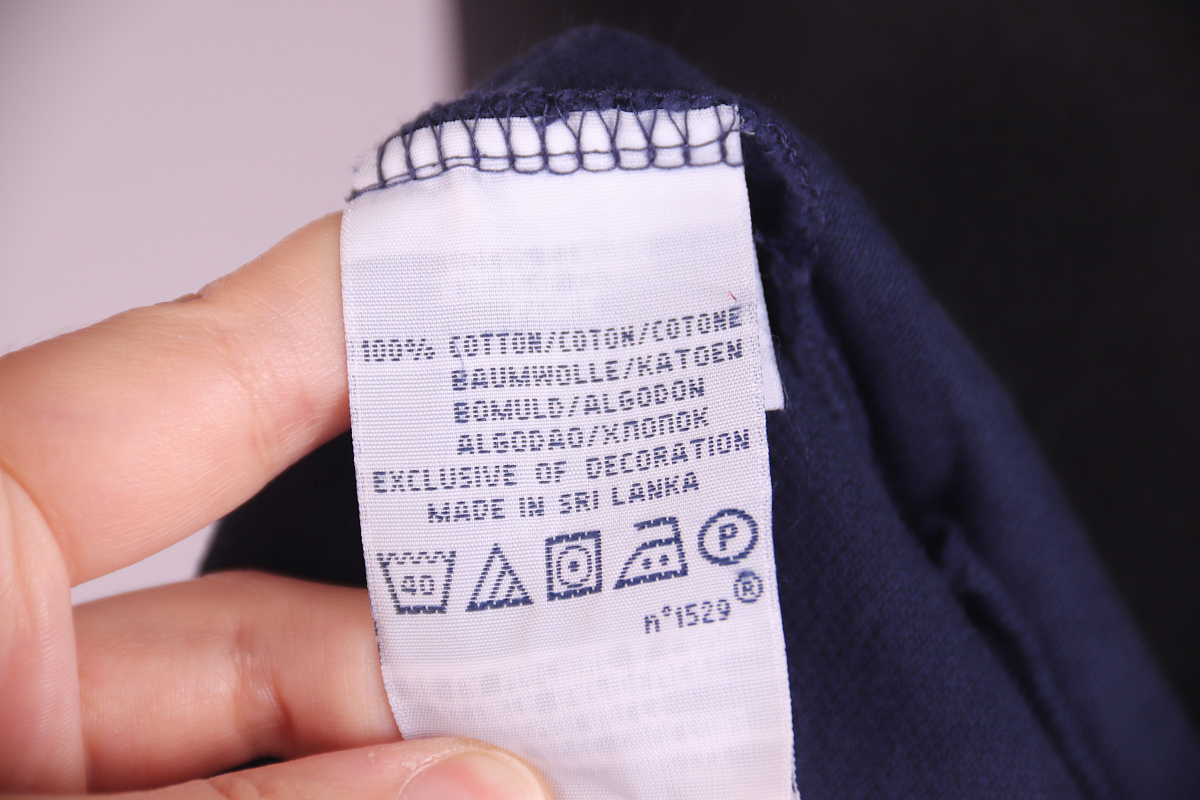 100% COTTON/COTON/COTONE
BAUMWOLLE/KATOEN
BOMULD/ALGODON
ALGODAO/ХЛОПОК
EXCLUSIVE OF DECORATION
MADE IN SRI LANKA
40 P
®
n°1529